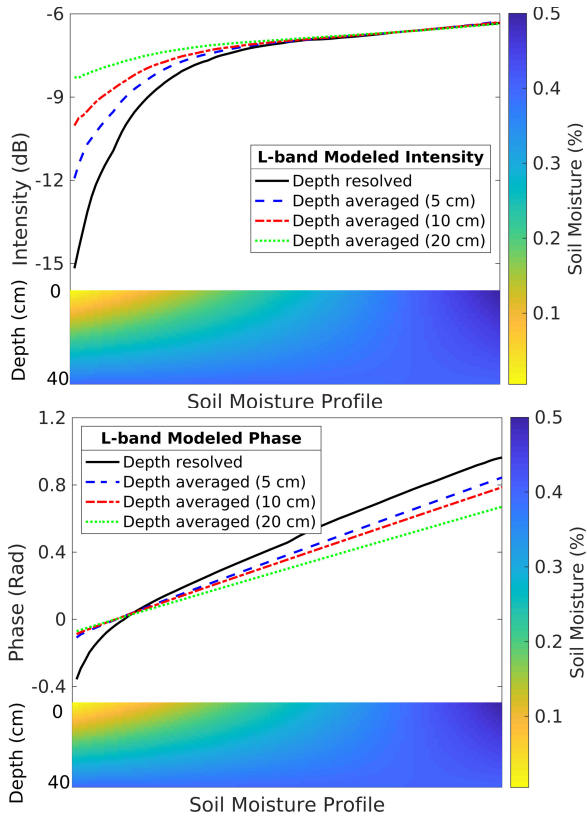 -6
-9
-12
-15
Intensity (dB)
L-band Modeled Intensity
Depth resolved
Depth averaged (5 cm)
Depth averaged (10 cm)
Depth averaged (20 cm)
0
40
Depth (cm)
Soil Moisture Profile
0.5
0.4
0.3
0.2
0.1
Soil Moisture (%)
1.2
0.8
0.4
0
-0.4
Phase (Rad)
L-band Modeled Phase
Depth resolved
Depth averaged (5 cm)
Depth averaged (10 cm)
Depth averaged (20 cm)
0
40
Depth (cm)
Soil Moisture Profile
0.5
0.4
0.3
0.2
0.1
Soil Moisture (%)